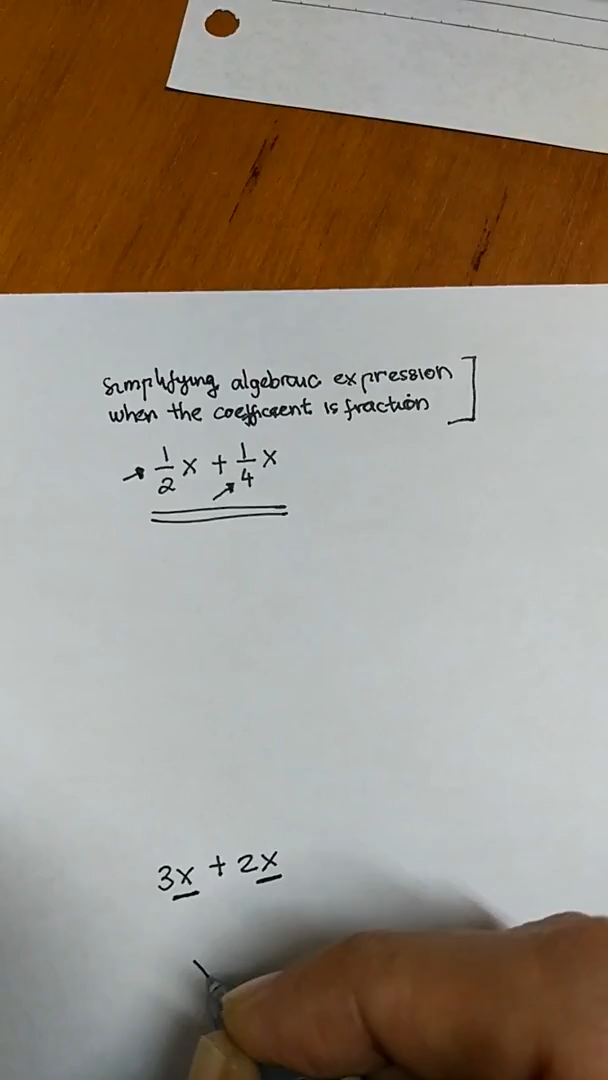 Simplifying algebraic expression
when the coefficient is fraction
1/2 x + 1/4 x
3x + 2x